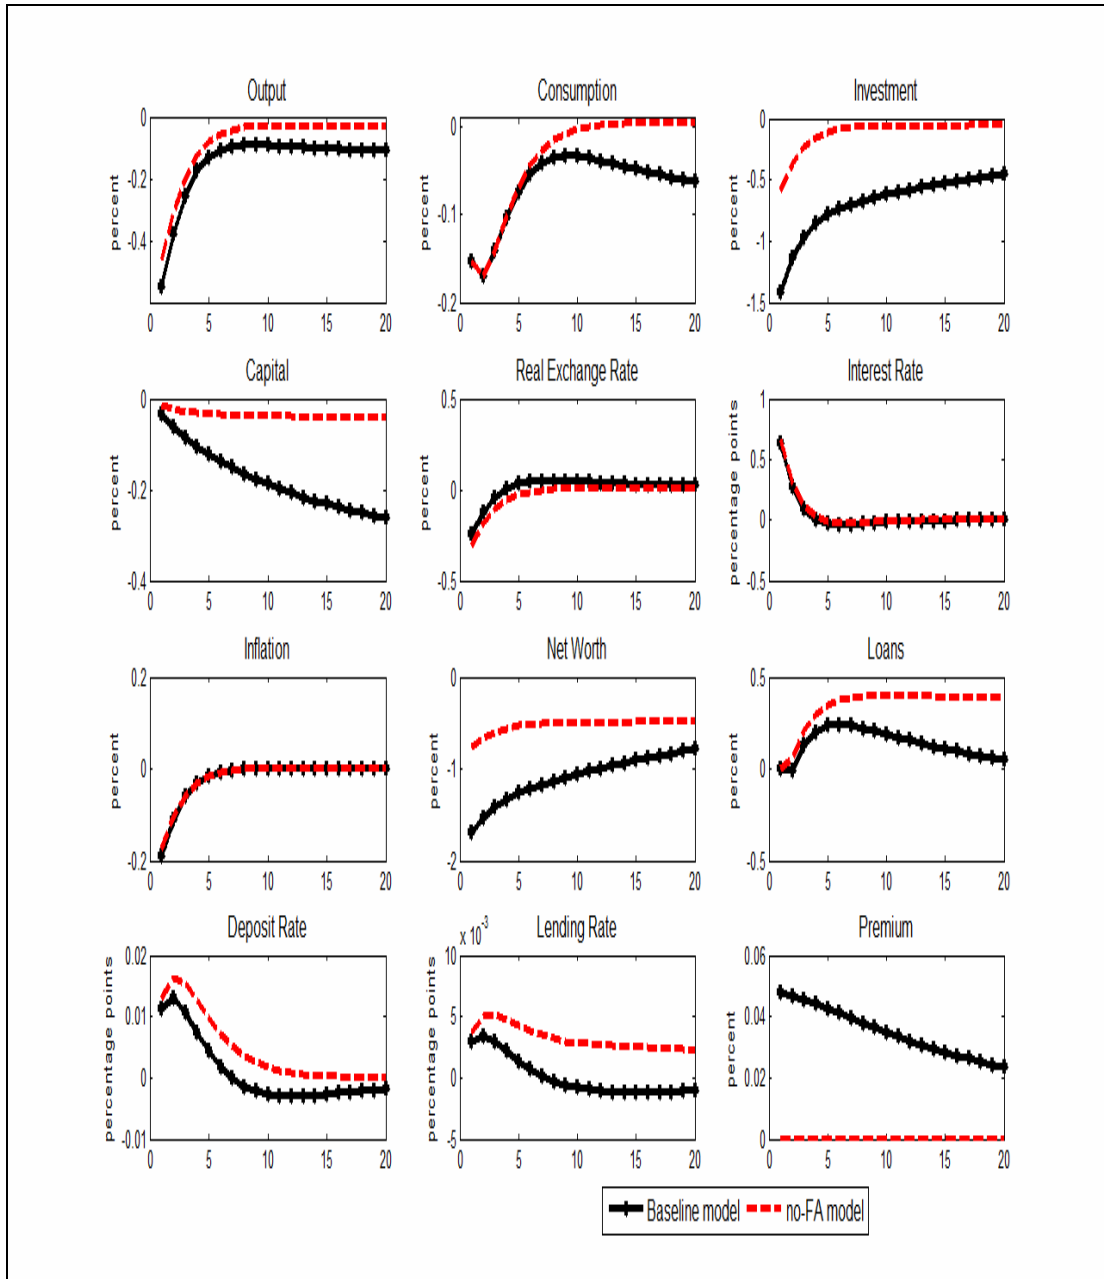 Output
Consumption
Investment
percent
0
-0.2
-0.4
0 5 10 15 20
percent
0
-0.1
-0.2
0 5 10 15 20
percent
0
-0.5
-1
-1.5
0 5 10 15 20
Capital
Real Exchange Rate
Interest Rate
percent
0
-0.2
-0.4
0 5 10 15 20
percent
0.5
0
-0.5
0 5 10 15 20
percentage points
1
0.5
0
-0.5
0 5 10 15 20
Inflation
Net Worth
Loans
percent
0.2
0
-0.2
0 5 10 15 20
percent
0
-1
-2
0 5 10 15 20
percent
0.5
0
-0.5
0 5 10 15 20
Deposit Rate
Lending Rate
Premium
percentage points
0.02
0.01
0
-0.01
0 5 10 15 20
percentage points
x 10⁻³
10
5
0
-5
0 5 10 15 20
percent
0.06
0.04
0.02
0
0 5 10 15 20
Baseline model no-FA model